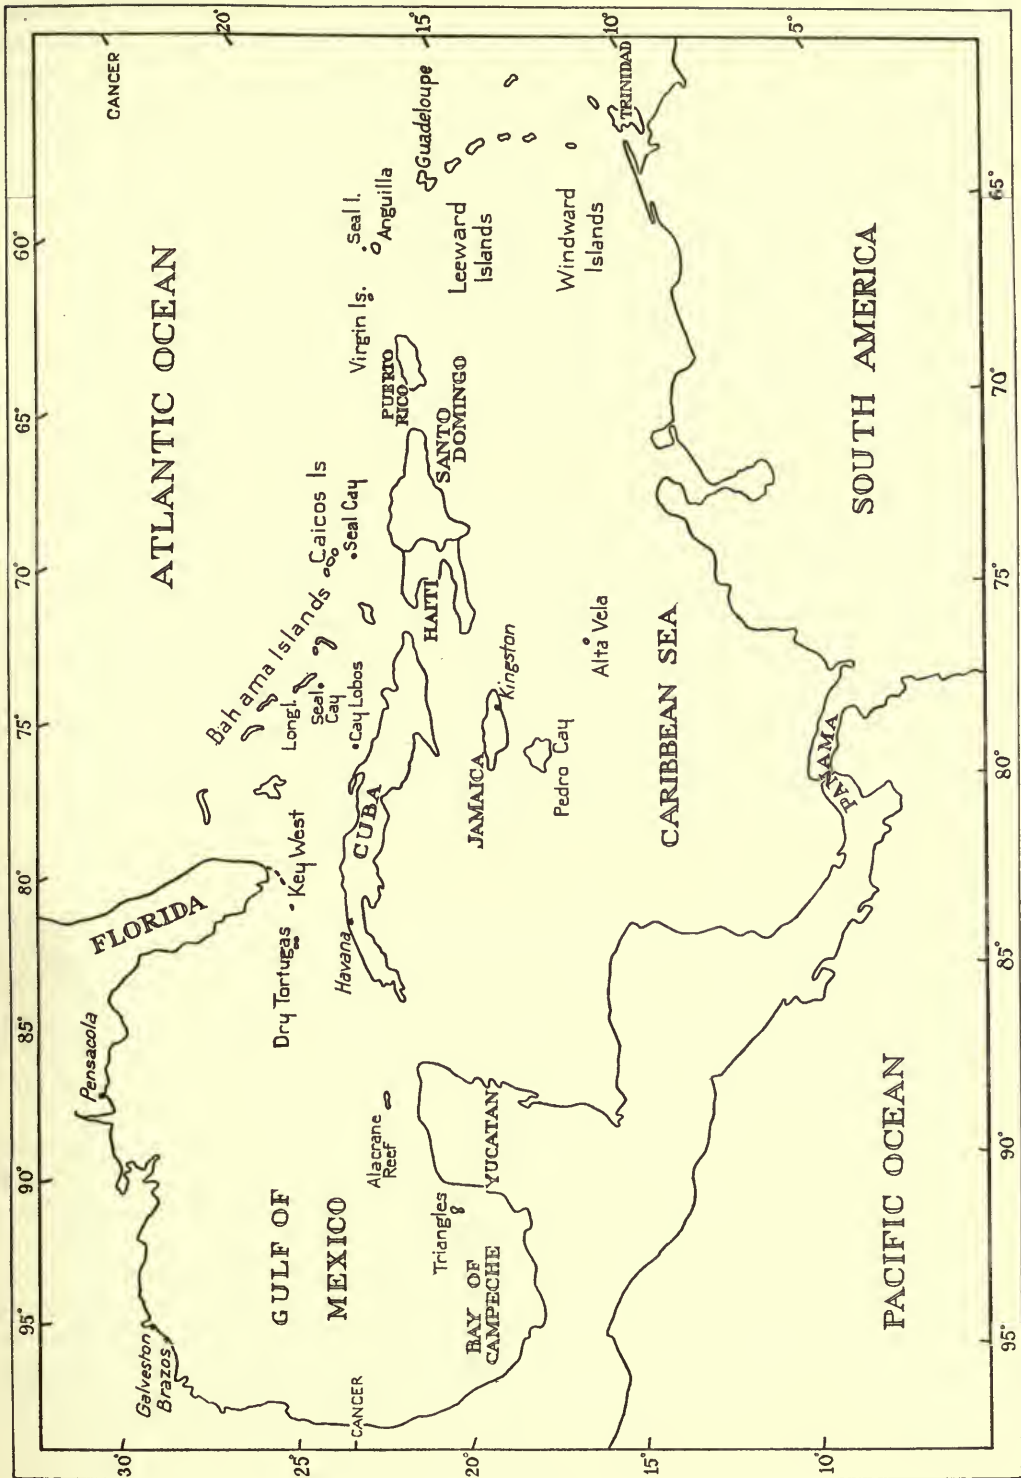 95°
90°
85°
80°
75°
70°
65°
60°
30°
25°
20°
15°
10°
20°
15°
10°
5°
95°
90°
85°
80°
75°
70°
65°
CANCER
CANCER
ATLANTIC OCEAN
Pensacola
Galveston
Brazos
FLORIDA
GULF OF
MEXICO
Dry Tortugas
Key West
Bahama Islands
Long I.
Seal
Cay
Cay Lobos
Caicos Is
Seal Cay
Havana
CUBA
HAITI
SANTO
DOMINGO
PUERTO
RICO
Virgin Is.
Seal I.
Anguilla
Guadeloupe
Leeward
Islands
Windward
Islands
TRINIDAD
Alacrane
Reef
Triangles
YUCATAN
BAY OF
CAMPECHE
JAMAICA
Kingston
Pedro Cay
Alta Vela
CARIBBEAN SEA
PANAMA
SOUTH AMERICA
PACIFIC OCEAN